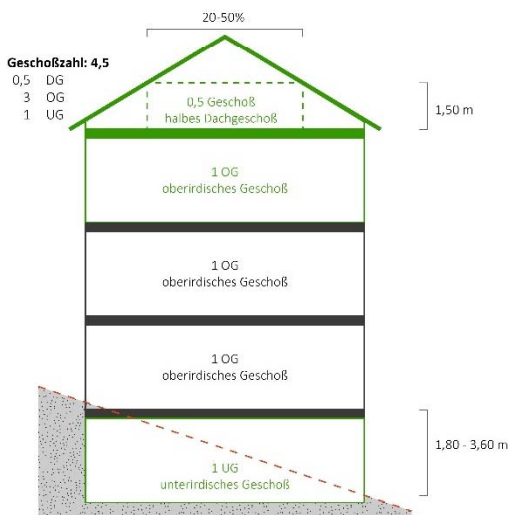 20-50%
Geschoßzahl: 4,5
0,5 DG
3 OG
1 UG
0,5 Geschoß
halbes Dachgeschoß
1,50 m
1 OG
oberirdisches Geschoß
1 OG
oberirdisches Geschoß
1 OG
oberirdisches Geschoß
1,80 - 3,60 m
1 UG
unterirdisches Geschoß